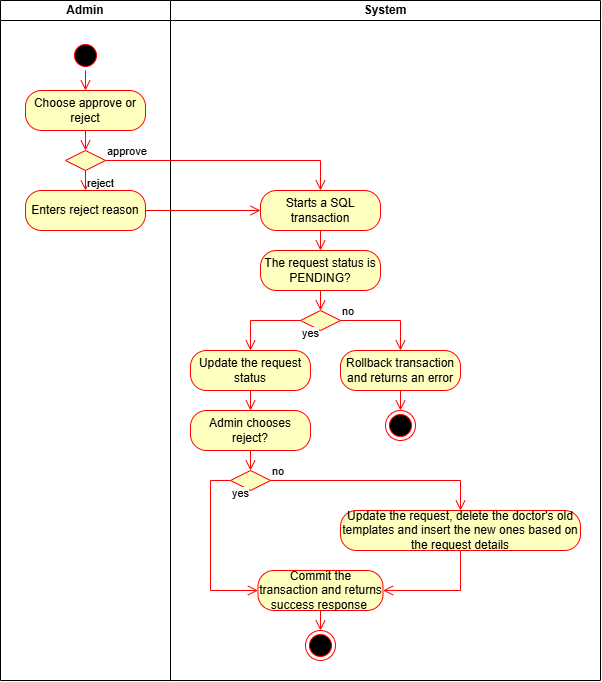 Admin
System
Choose approve or
reject
approve
reject
Enters reject reason
Starts a SQL
transaction
The request status is
PENDING?
no
yes
Update the request
status
Rollback transaction
and returns an error
Admin chooses
reject?
no
yes
Update the request, delete the doctor's old
templates and insert the new ones based on
the request details
Commit the
transaction and returns
success response